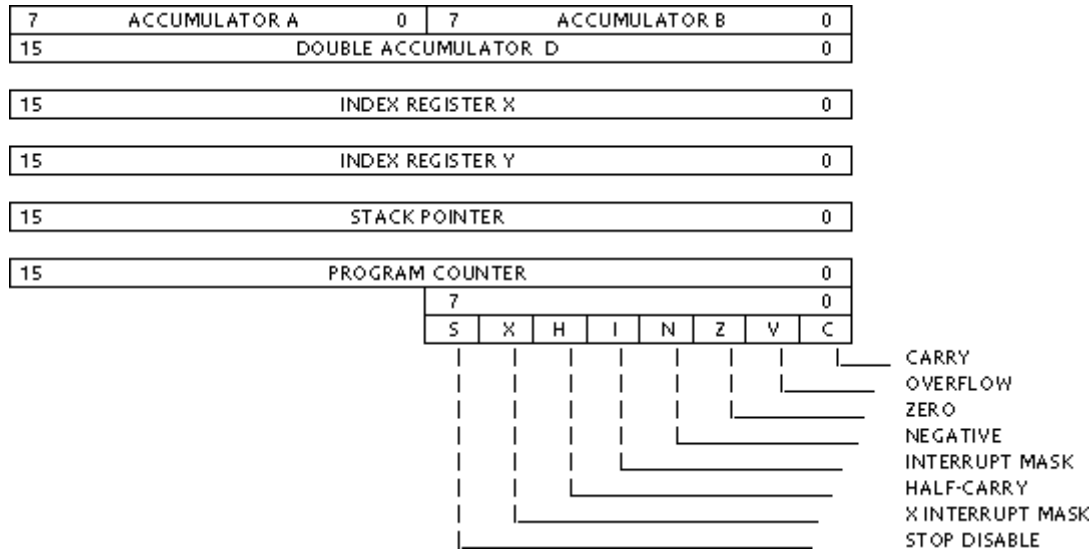 7 ACCUMULATOR A 0 7 ACCUMULATOR B 0
15 DOUBLE ACCUMULATOR D 0
15 INDEX REGISTER X 0
15 INDEX REGISTER Y 0
15 STACK POINTER 0
15 PROGRAM COUNTER 0
7 0
S X H I N Z V C
CARRY
OVERFLOW
ZERO
NEGATIVE
INTERRUPT MASK
HALF-CARRY
X INTERRUPT MASK
STOP DISABLE